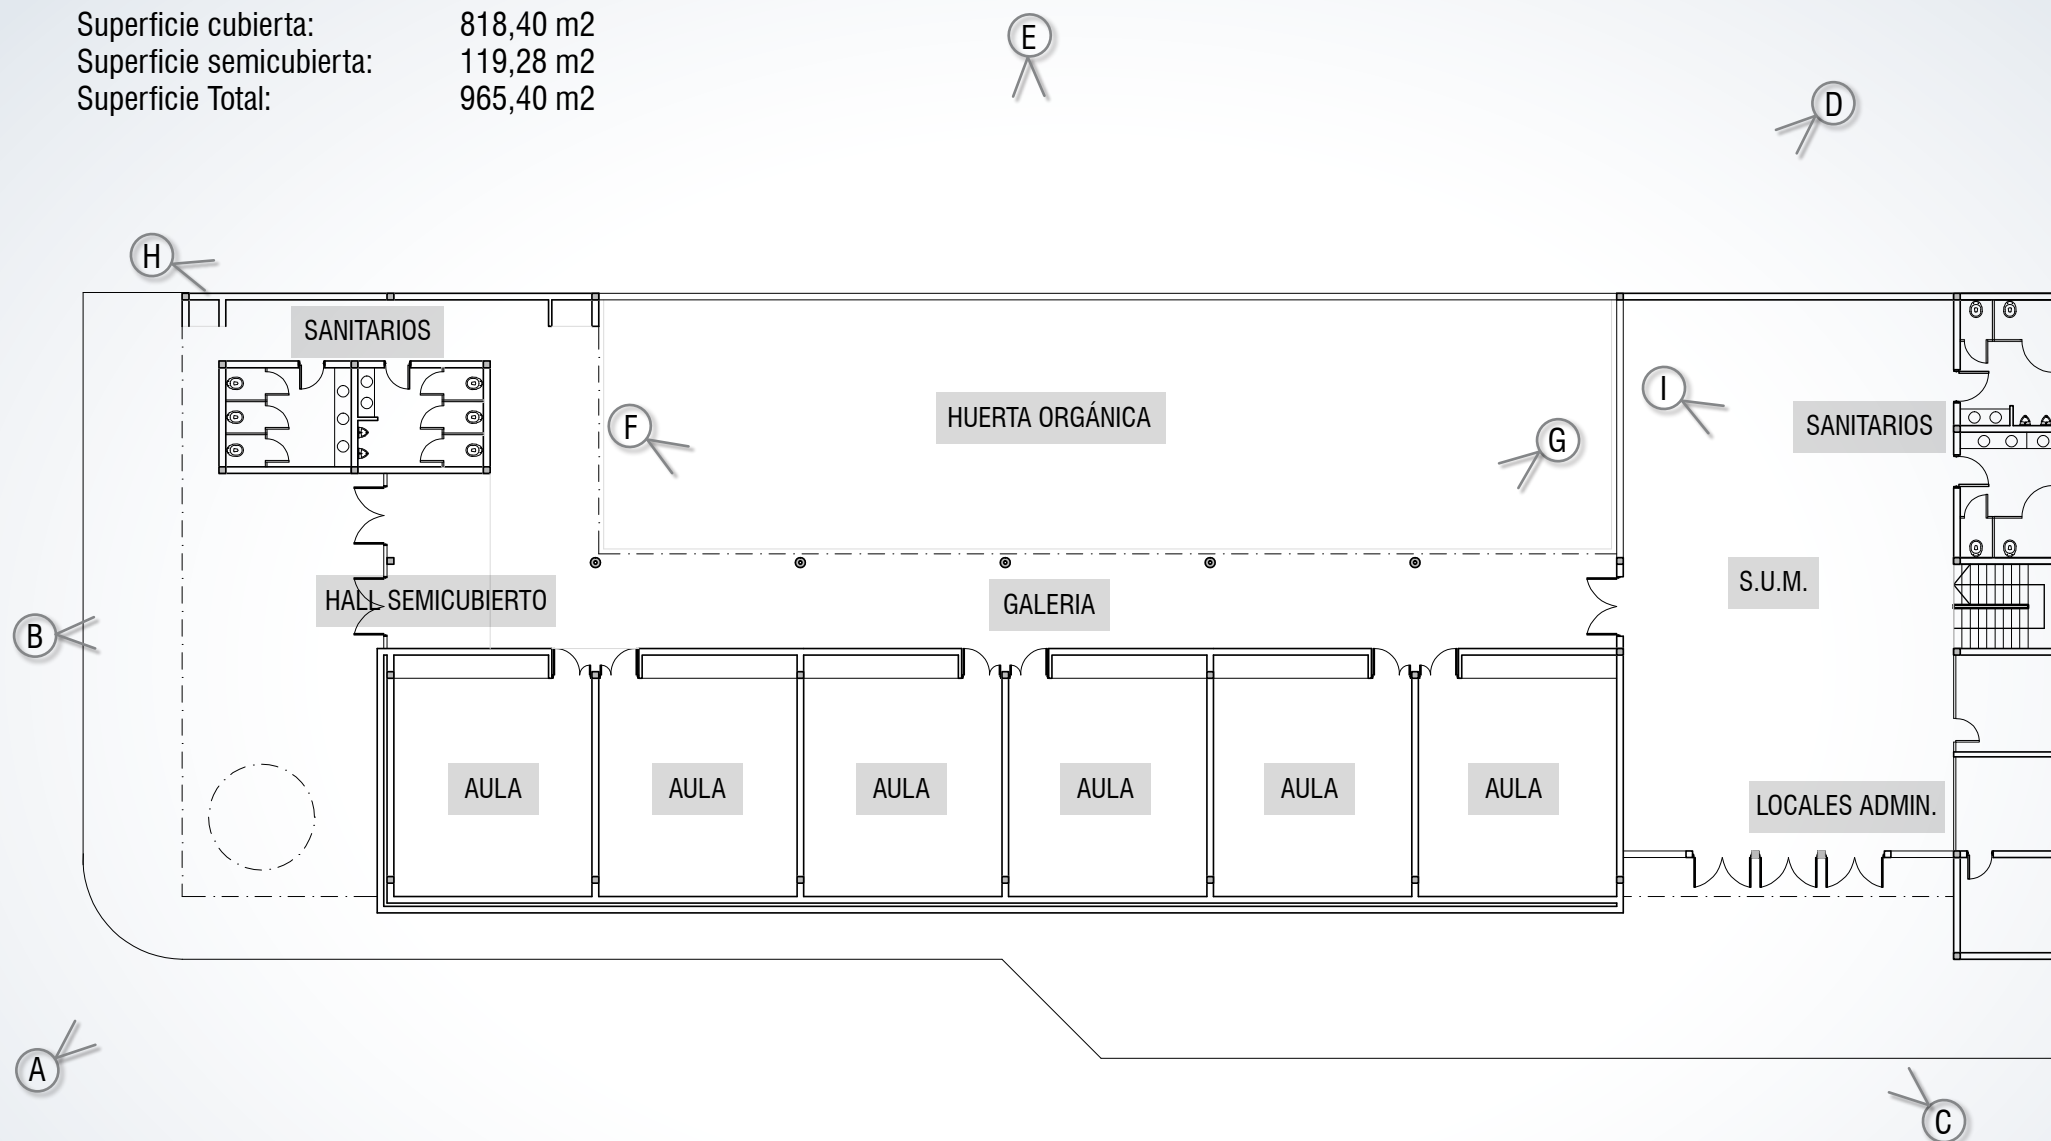 Superficie cubierta: 818,40 m2
Superficie semicubierta: 119,28 m2
Superficie Total: 965,40 m2
E
D
H
SANITARIOS
I
HUERTA ORGÁNICA
F
G
SANITARIOS
S.U.M.
HALL SEMICUBIERTO
GALERIA
B
AULA
AULA
AULA
AULA
AULA
AULA
LOCALES ADMIN.
A
C